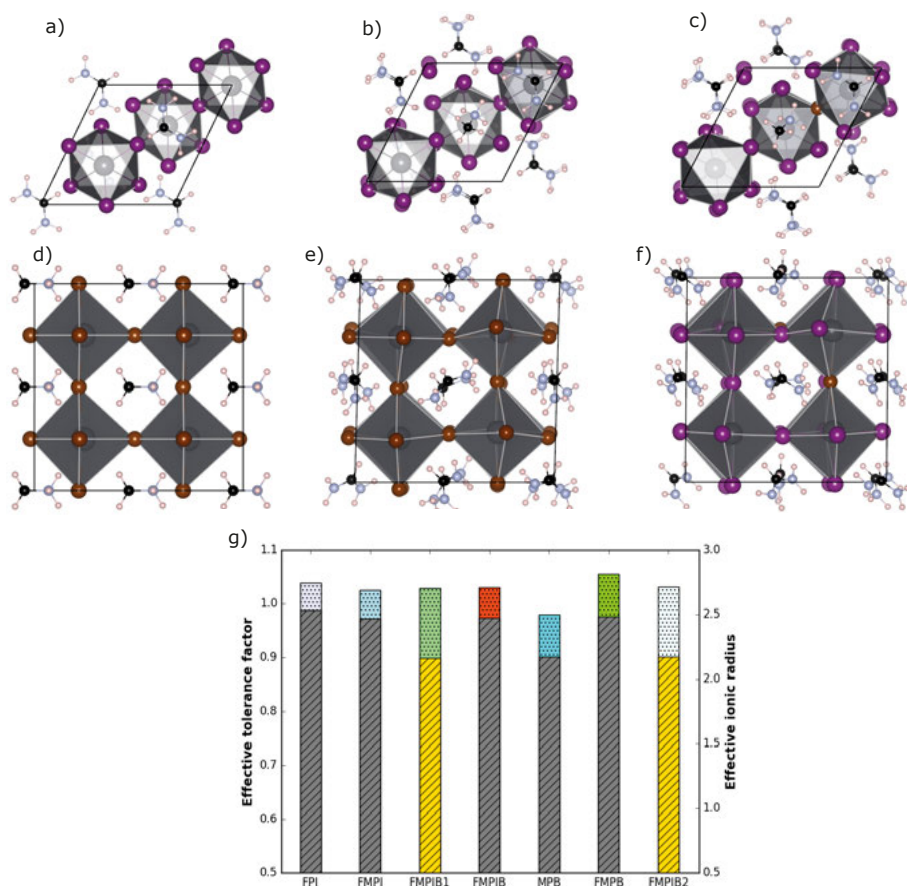 a)
b)
c)
d)
e)
f)
g)
1.1
1.0
0.9
0.8
0.7
0.6
0.5
Effective tolerance factor
3.0
2.5
2.0
1.5
1.0
0.5
Effective ionic radius
FPI FMPI FMPIB1 FMPIB MPB FMPB FMPIB2